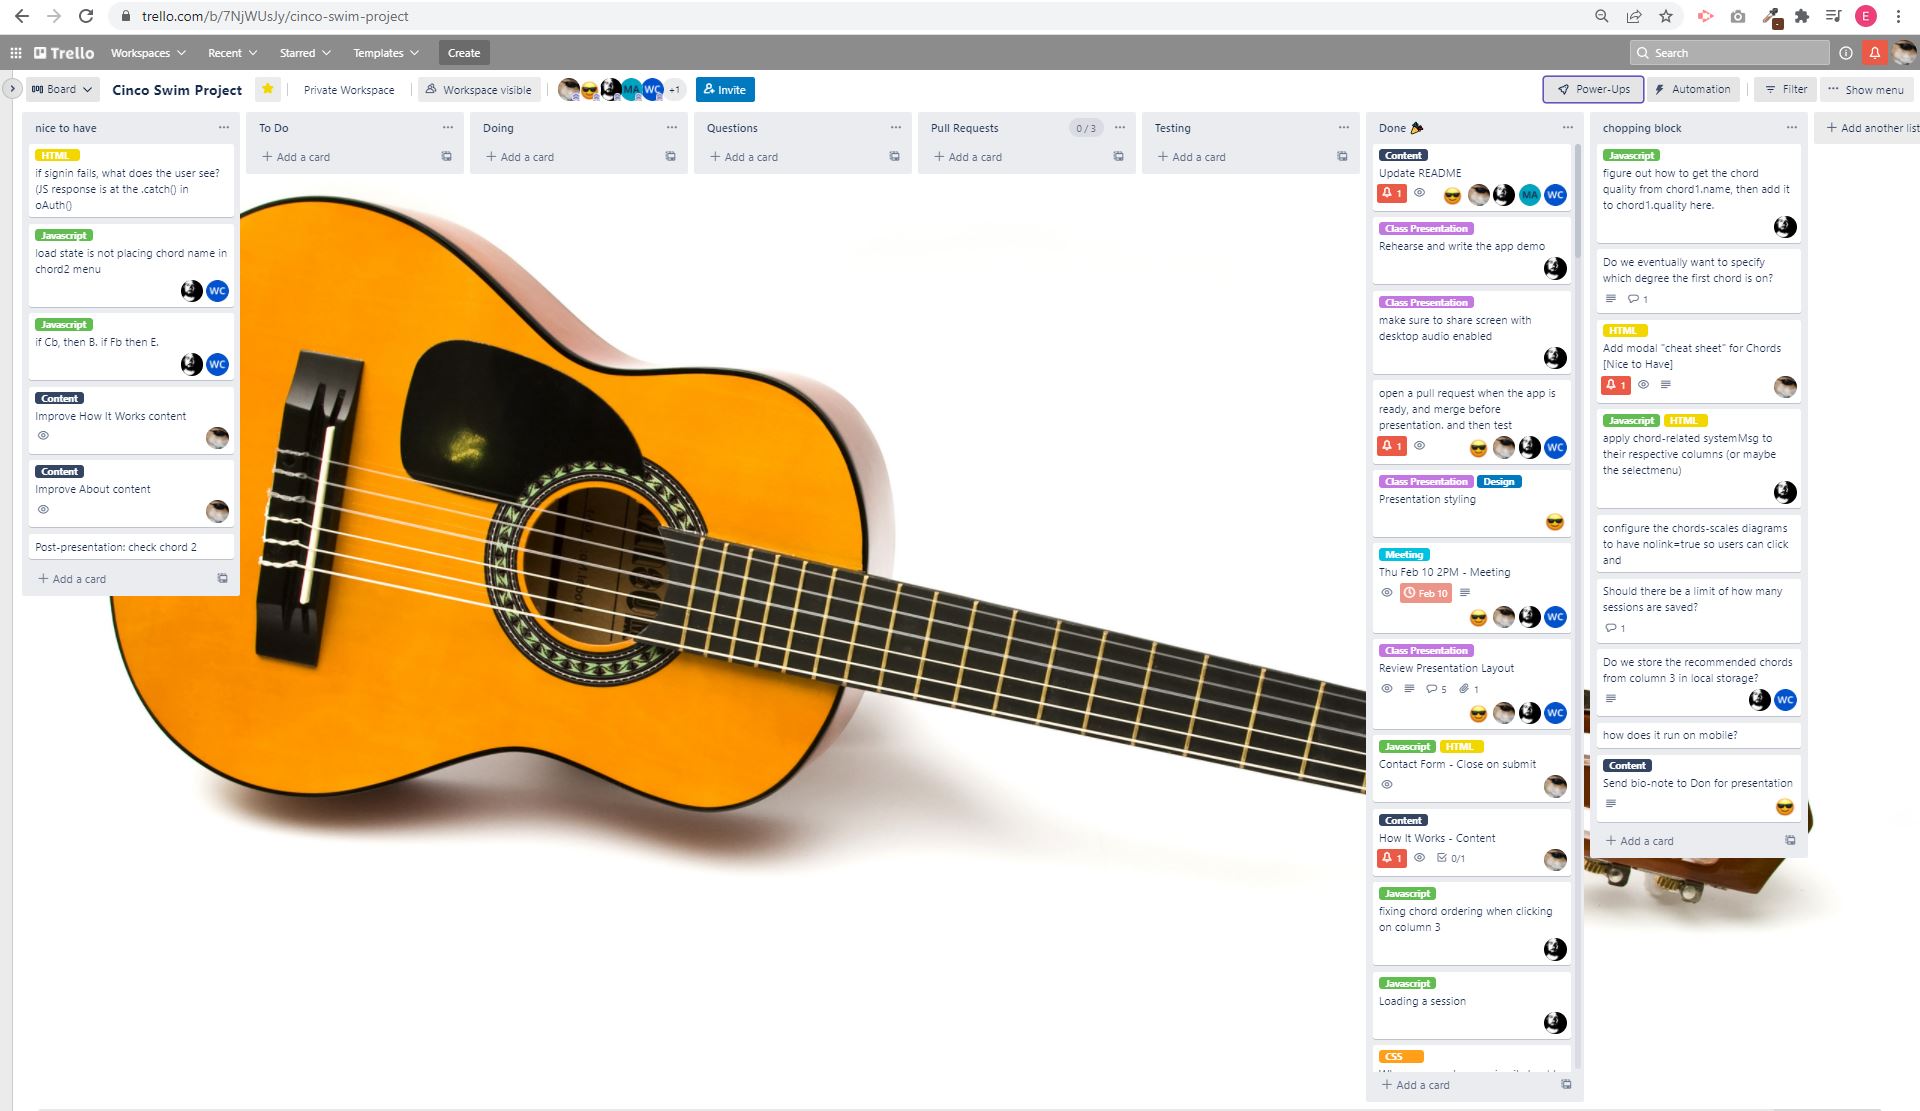 trello.com/b/7NjWUsJy/cinco-swim-project
E
Trello
Workspaces
Recent
Starred
Templates
Create
Search
Board
Cinco Swim Project
Private Workspace
Workspace visible
MA
WC
+1
Invite
Power-Ups
Automation
Filter
Show menu
nice to have
HTML
if signin fails, what does the user see?
(JS response is at the .catch() in
oAuth()
Javascript
load state is not placing chord name in
chord2 menu
WC
Javascript
if Cb, then B. if Fb then E.
WC
Content
Improve How It Works content
Content
Improve About content
Post-presentation: check chord 2
+ Add a card
To Do
+ Add a card
Doing
+ Add a card
Questions
+ Add a card
Pull Requests
0 / 3
+ Add a card
Testing
+ Add a card
Done
Content
Update README
1
MA
WC
Class Presentation
Rehearse and write the app demo
Class Presentation
make sure to share screen with
desktop audio enabled
open a pull request when the app is
ready, and merge before
presentation. and then test
1
WC
Class Presentation Design
Presentation styling
Meeting
Thu Feb 10 2PM - Meeting
Feb 10
WC
Class Presentation
Review Presentation Layout
5
1
WC
Javascript HTML
Contact Form - Close on submit
Content
How It Works - Content
1
0/1
Javascript
fixing chord ordering when clicking
on column 3
Javascript
Loading a session
CSS
+ Add a card
chopping block
Javascript
figure out how to get the chord
quality from chord1.name, then add it
to chord1.quality here.
Do we eventually want to specify
which degree the first chord is on?
1
HTML
Add modal "cheat sheet" for Chords
[Nice to Have]
1
Javascript HTML
apply chord-related systemMsg to
their respective columns (or maybe
the selectmenu)
configure the chords-scales diagrams
to have nolink=true so users can click
and
Should there be a limit of how many
sessions are saved?
1
Do we store the recommended chords
from column 3 in local storage?
WC
how does it run on mobile?
Content
Send bio-note to Don for presentation
+ Add a card
+ Add another list